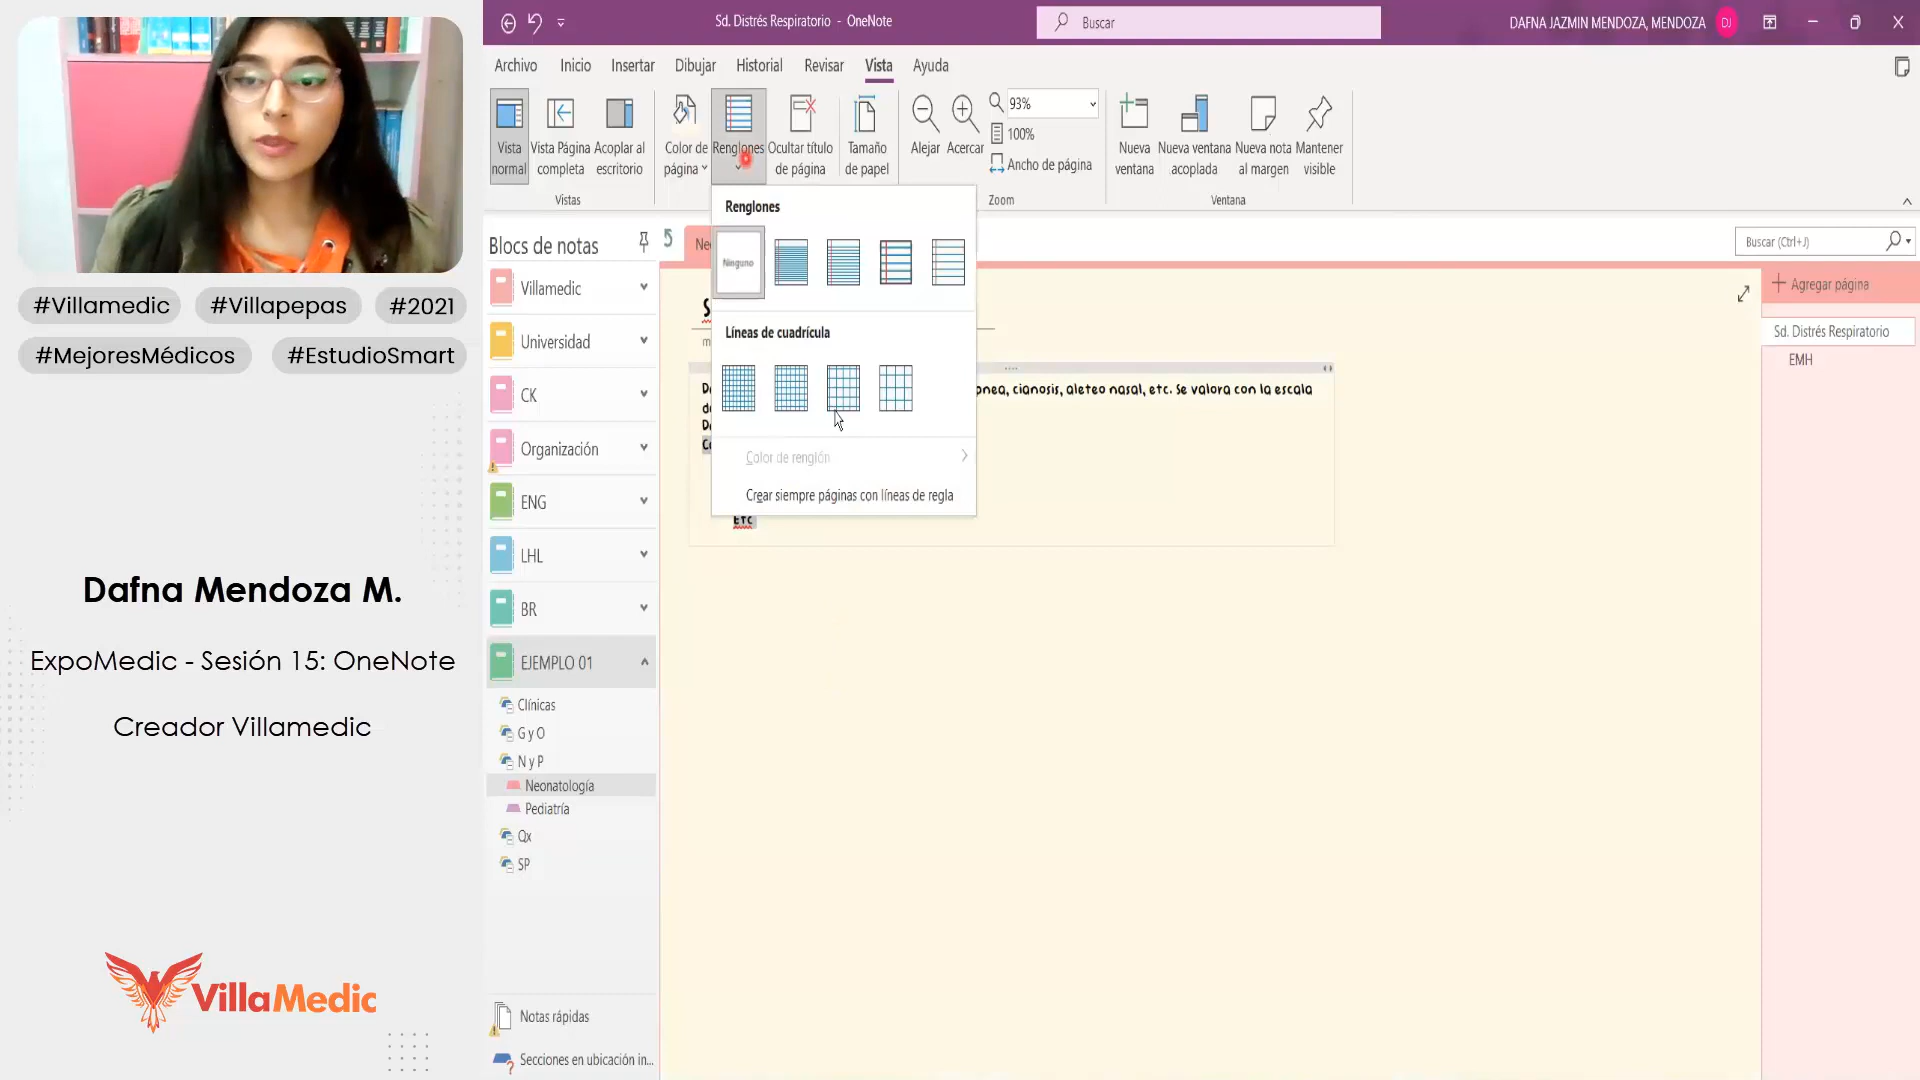 #Villamedic #Villapepas #2021
#MejoresMédicos #EstudioSmart
Dafna Mendoza M.
ExpoMedic - Sesión 15: OneNote
Creador Villamedic
VillaMedic
Sd. Distrés Respiratorio - OneNote
Buscar
DAFNA JAZMIN MENDOZA, MENDOZA
DJ
Archivo Inicio Insertar Dibujar Historial Revisar Vista Ayuda
Vista normal
Vista Página completa
Acoplar al escritorio
Vistas
Color de página
Renglones
Ocultar título de página
Tamaño de papel
Alejar
Acercar
93%
100%
Ancho de página
Zoom
Nueva ventana
Nueva ventana acoplada
Nueva nota al margen
Mantener visible
Ventana
Blocs de notas
Villamedic
Universidad
CK
Organización
ENG
LHL
BR
EJEMPLO 01
Clínicas
G y O
N y P
Neonatología
Pediatría
Qx
SP
Notas rápidas
Secciones en ubicación in...
Renglones
Ninguno
Líneas de cuadrícula
Color de renglón
Crear siempre páginas con líneas de regla
cianosis, aleteo nasal, etc. Se valora con la escala
Etc
Buscar (Ctrl+J)
Agregar página
Sd. Distrés Respiratorio
EMH